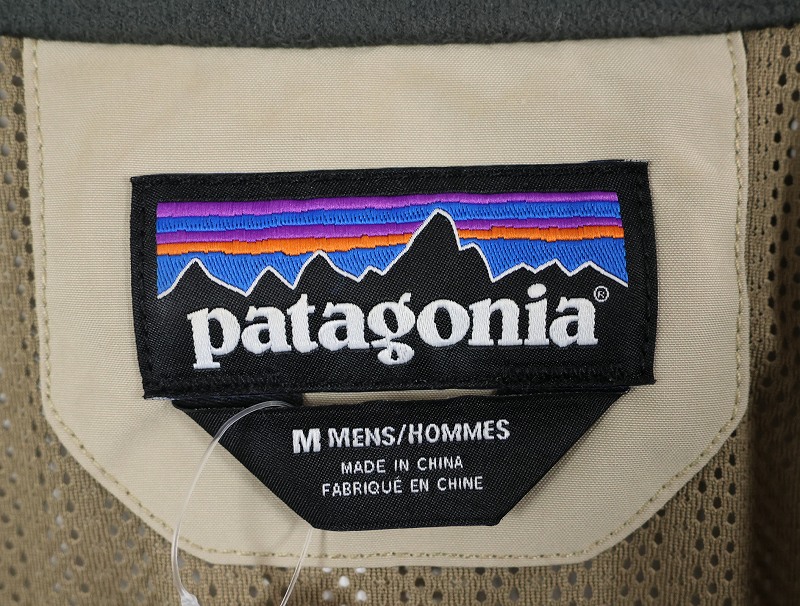 patagonia®
M MENS/HOMMES
MADE IN CHINA
FABRIQUÉ EN CHINE